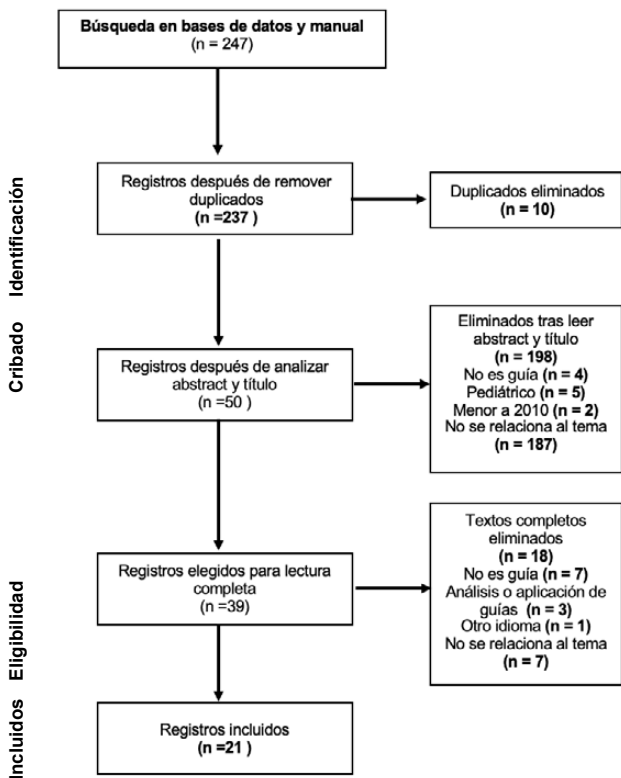 Búsqueda en bases de datos y manual
(n = 247)
Identificación
Registros después de remover
duplicados
(n =237 )
Duplicados eliminados
(n = 10)
Cribado
Registros después de analizar
abstract y título
(n =50 )
Eliminados tras leer
abstract y título
(n = 198)
No es guía (n = 4)
Pediátrico (n = 5)
Menor a 2010 (n = 2)
No se relaciona al tema
(n = 187)
Eligibilidad
Registros elegidos para lectura
completa
(n =39)
Textos completos
eliminados
(n = 18)
No es guía (n = 7)
Análisis o aplicación de
guías (n = 3)
Otro idioma (n = 1)
No se relaciona al tema
(n = 7)
Incluidos
Registros incluidos
(n =21 )